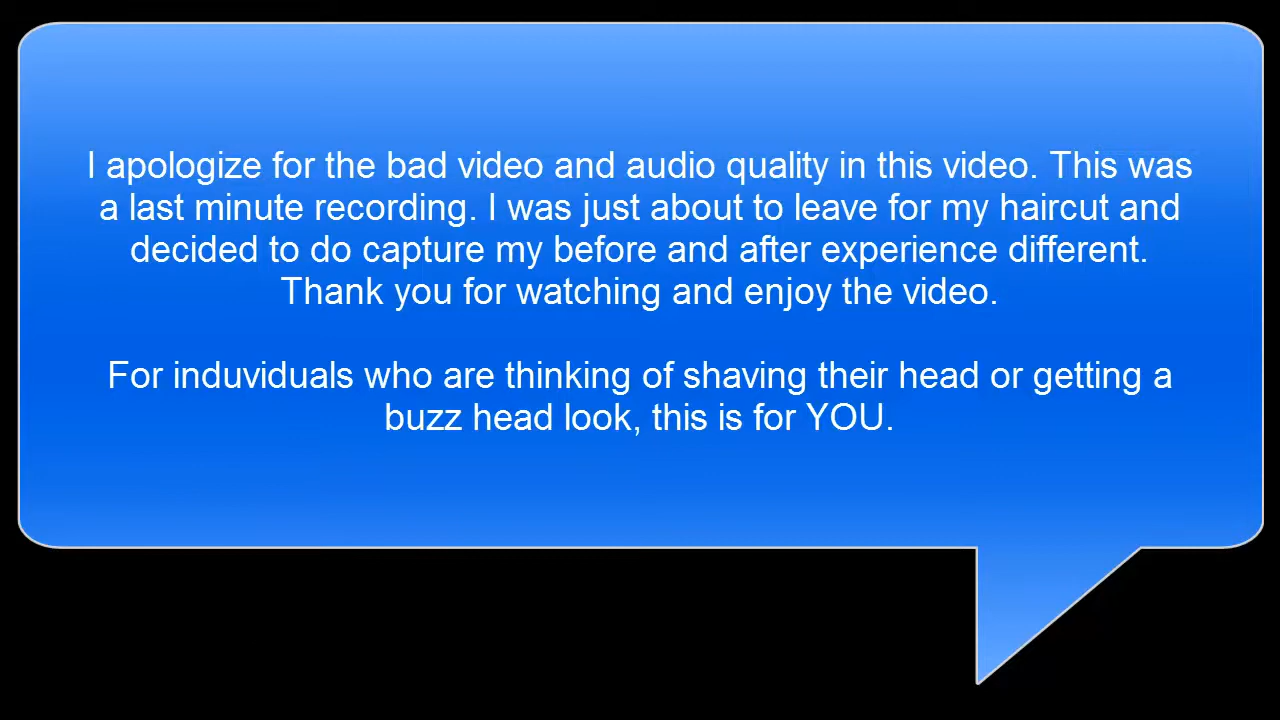 I apologize for the bad video and audio quality in this video. This was
a last minute recording. I was just about to leave for my haircut and
decided to do capture my before and after experience different.
Thank you for watching and enjoy the video.
For induviduals who are thinking of shaving their head or getting a
buzz head look, this is for YOU.